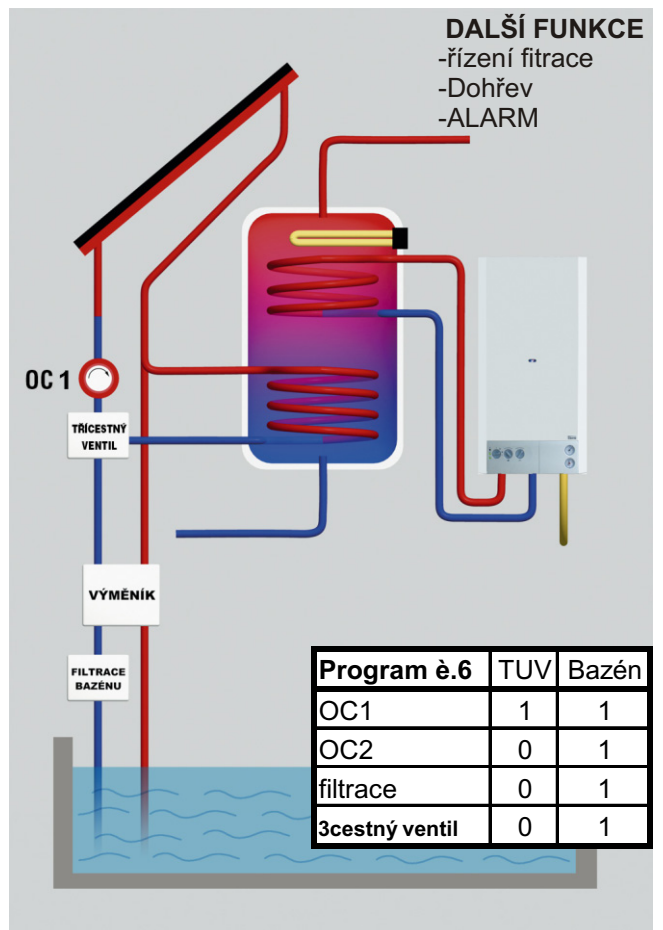 DALŠÍ FUNKCE
-řízení fitrace
-Dohřev
-ALARM
OC 1
TŘÍCESTNÝ
VENTIL
VÝMĚNÍK
FILTRACE
BAZÉNU
Program è.6 TUV Bazén
OC1 1 1
OC2 0 1
filtrace 0 1
3cestný ventil 0 1